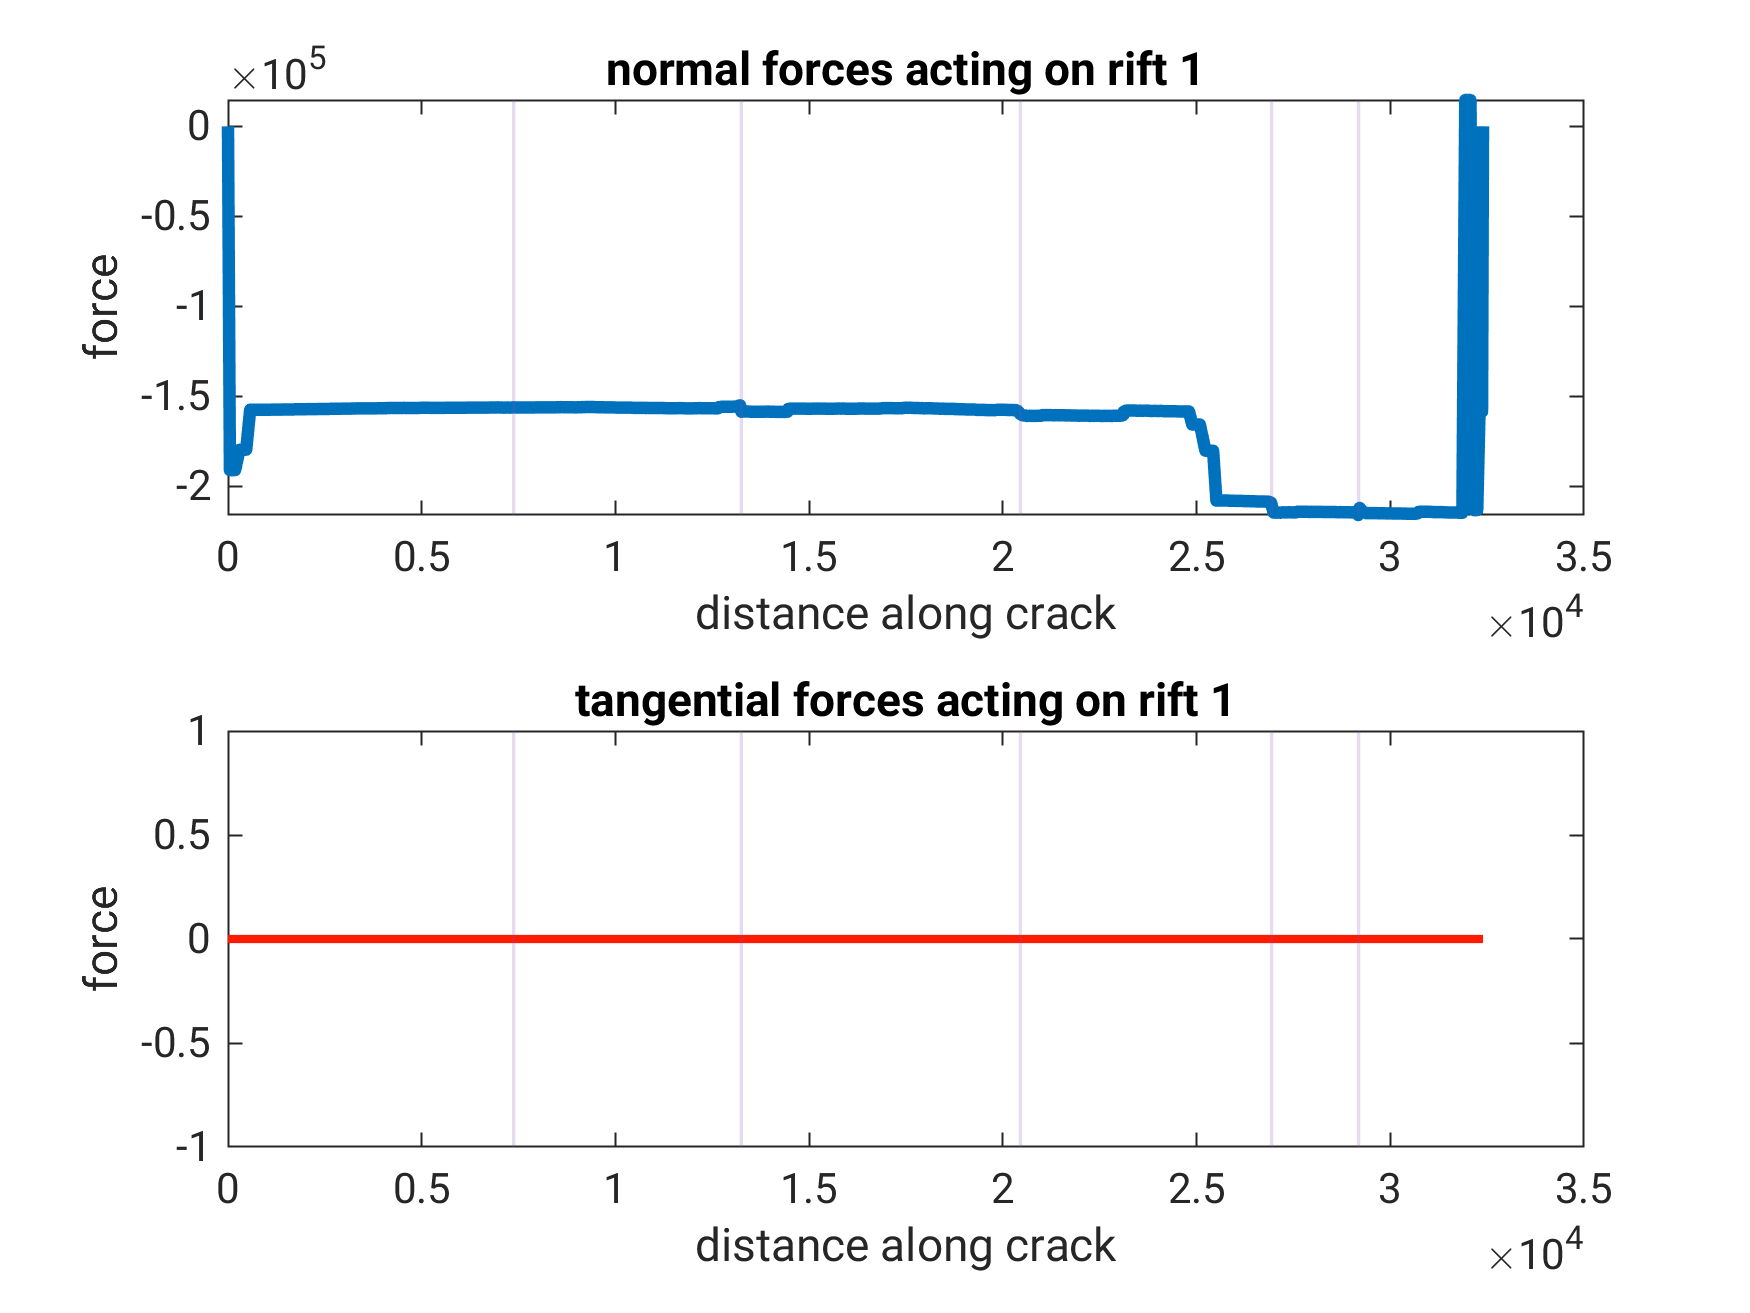 ×10^5
normal forces acting on rift 1
0
-0.5
-1
-1.5
-2
force
0 0.5 1 1.5 2 2.5 3 3.5
distance along crack
×10^4
tangential forces acting on rift 1
1
0.5
0
-0.5
-1
force
0 0.5 1 1.5 2 2.5 3 3.5
distance along crack
×10^4